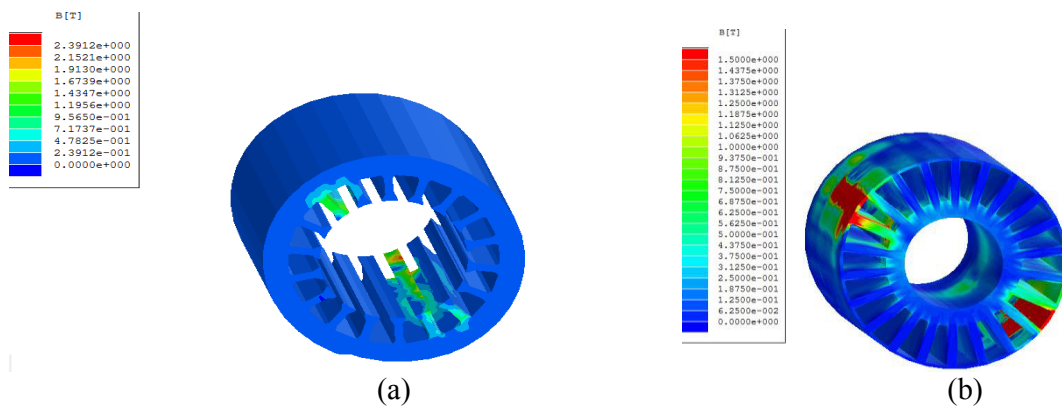 B[T]
2.3912e+000
2.1521e+000
1.9130e+000
1.6739e+000
1.4347e+000
1.1956e+000
9.5650e-001
7.1737e-001
4.7825e-001
2.3912e-001
0.0000e+000
(a)
B[T]
1.5000e+000
1.4375e+000
1.3750e+000
1.3125e+000
1.2500e+000
1.1875e+000
1.1250e+000
1.0625e+000
1.0000e+000
9.3750e-001
8.7500e-001
8.1250e-001
7.5000e-001
6.8750e-001
6.2500e-001
5.6250e-001
5.0000e-001
4.3750e-001
3.7500e-001
3.1250e-001
2.5000e-001
1.8750e-001
1.2500e-001
6.2500e-002
0.0000e+000
(b)